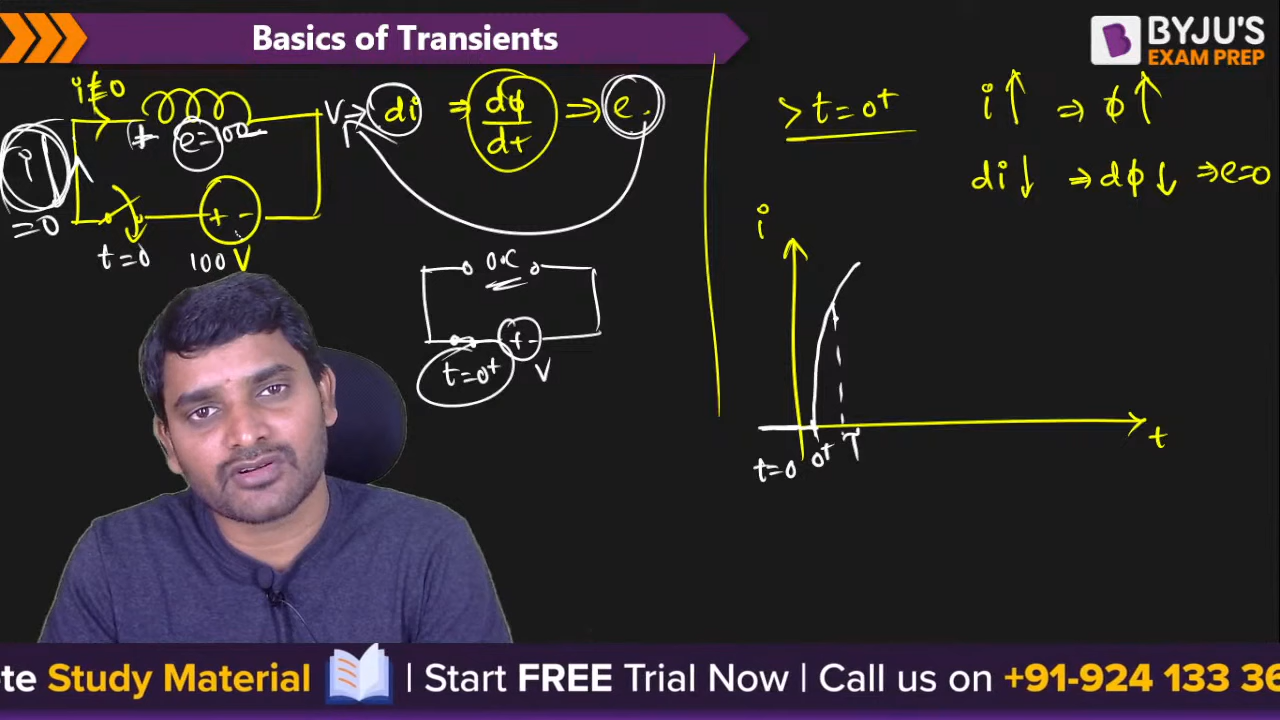 Basics of Transients
BYJU'S
EXAM PREP
i≠0
V ⇒ di ⇒ dφ/dt ⇒ e.
+ e=100 -
i
=0
t=0
+ -
100 V
O.C
+ -
t=0+
V
> t=0+
i↑ ⇒ φ↑
di↓ ⇒ dφ↓ ⇒ e=0
i
t=0
0+
T
t
te Study Material | Start FREE Trial Now | Call us on +91-924 133 36